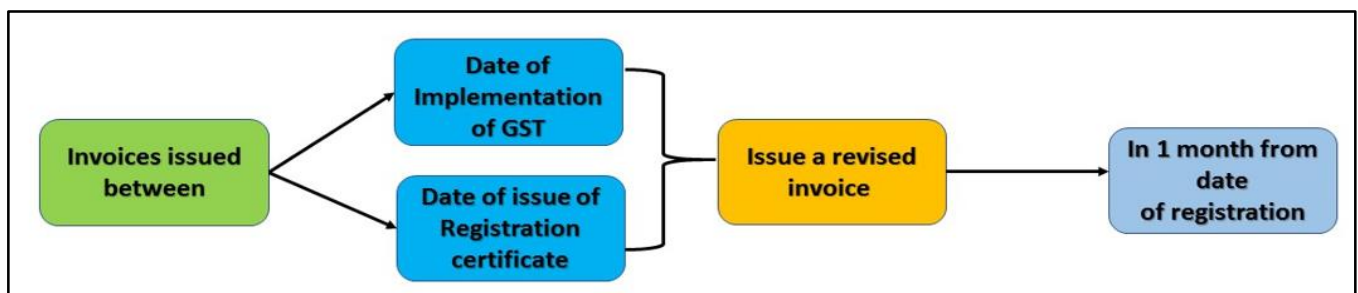 Invoices issued
between
Date of
Implementation
of GST
Date of issue of
Registration
certificate
Issue a revised
invoice
In 1 month from
date
of registration